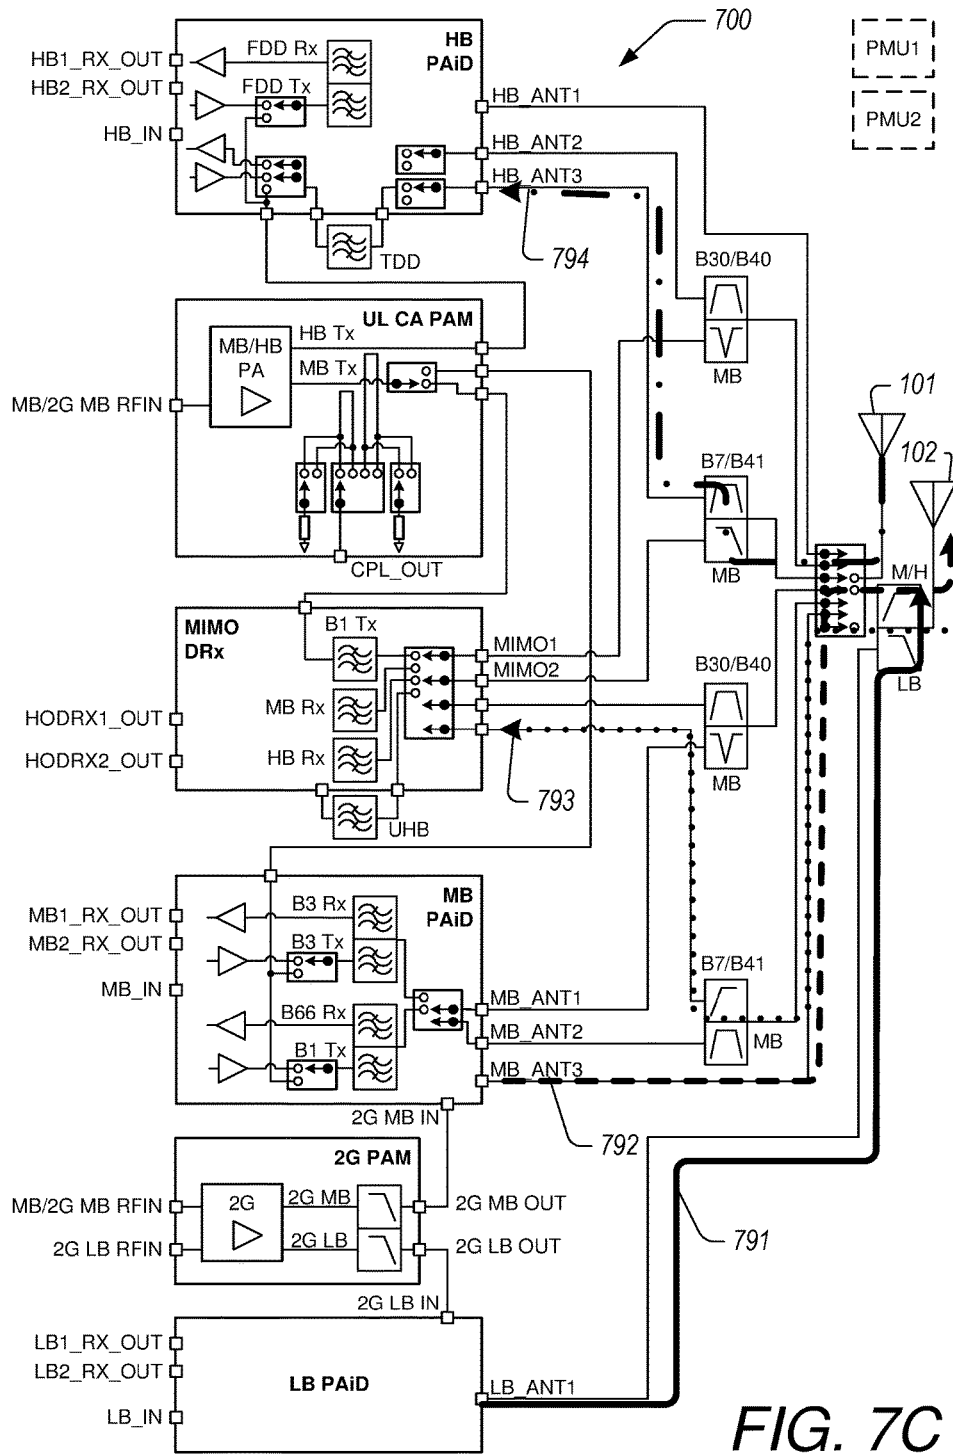 700
PMU1
PMU2
HB
PAiD
HB1_RX_OUT
HB2_RX_OUT
HB_IN
FDD Rx
FDD Tx
HB_ANT1
HB_ANT2
HB_ANT3
TDD
794
B30/B40
MB
UL CA PAM
MB/HB
PA
HB Tx
MB Tx
MB/2G MB RFIN
CPL_OUT
101
102
B7/B41
MB
M/H
LB
MIMO
DRx
B1 Tx
MB Rx
HB Rx
UHB
MIMO1
MIMO2
HODRX1_OUT
HODRX2_OUT
793
B30/B40
MB
MB
PAiD
MB1_RX_OUT
MB2_RX_OUT
MB_IN
B3 Rx
B3 Tx
B66 Rx
B1 Tx
MB_ANT1
MB_ANT2
MB_ANT3
B7/B41
MB
792
2G MB IN
2G PAM
MB/2G MB RFIN
2G LB RFIN
2G
2G MB
2G LB
2G MB OUT
2G LB OUT
791
2G LB IN
LB1_RX_OUT
LB2_RX_OUT
LB_IN
LB PAiD
LB_ANT1
FIG. 7C